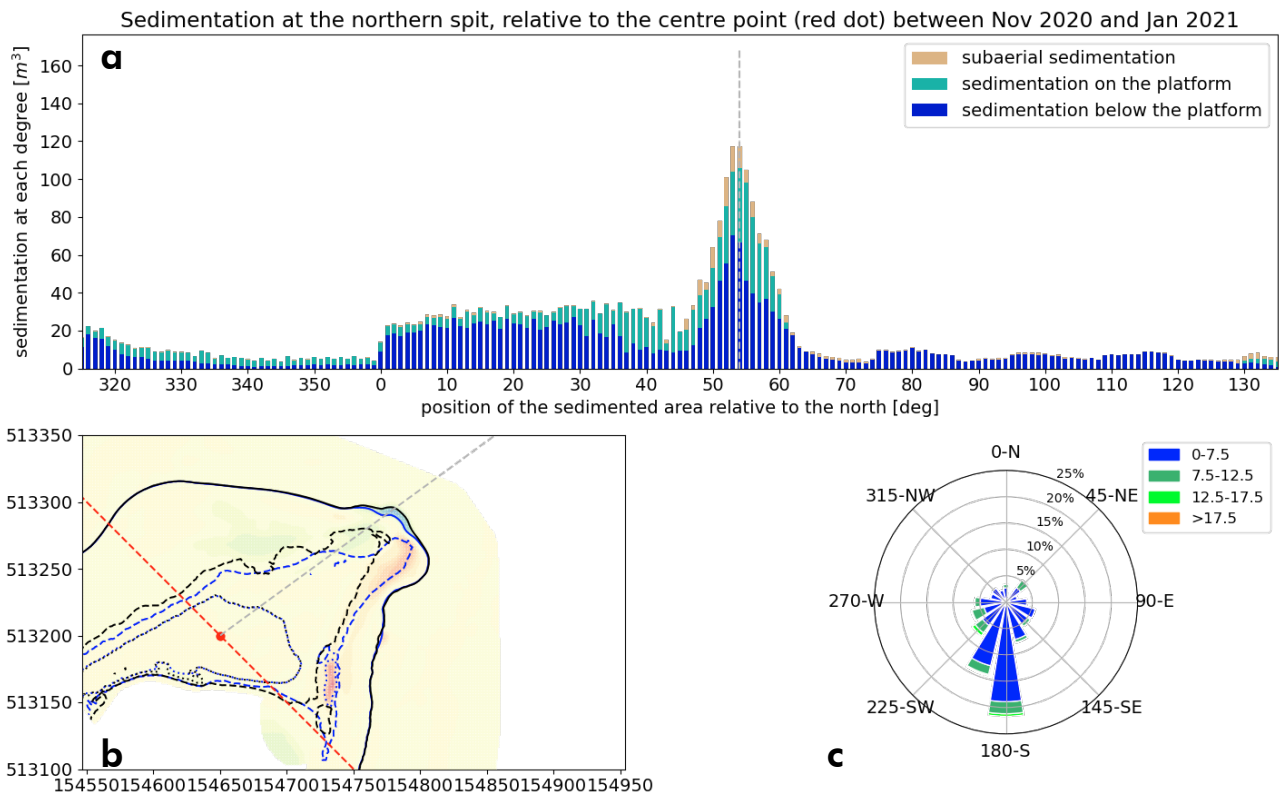 Sedimentation at the northern spit, relative to the centre point (red dot) between Nov 2020 and Jan 2021
a
sedimentation at each degree [m³]
160
140
120
100
80
60
40
20
0
subaerial sedimentation
sedimentation on the platform
sedimentation below the platform
320 330 340 350 0 10 20 30 40 50 60 70 80 90 100 110 120 130
position of the sedimented area relative to the north [deg]
513350
513300
513250
513200
513150
513100
b
154550 154600 154650 154700 154750 154800 154850 154900 154950
0-N
45-NE
90-E
145-SE
180-S
225-SW
270-W
315-NW
25%
20%
15%
10%
5%
0-7.5
7.5-12.5
12.5-17.5
>17.5
c